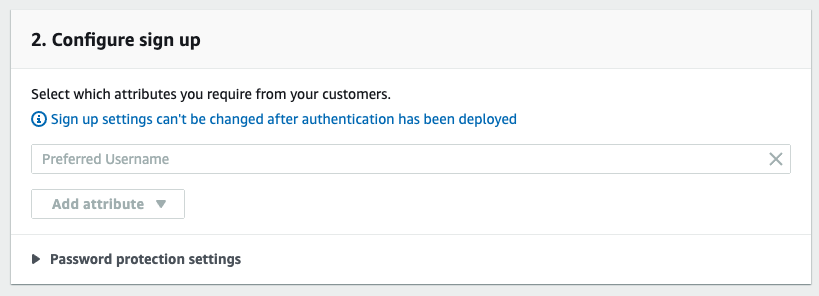 2. Configure sign up
Select which attributes you require from your customers.
Sign up settings can't be changed after authentication has been deployed
Preferred Username
Add attribute
Password protection settings